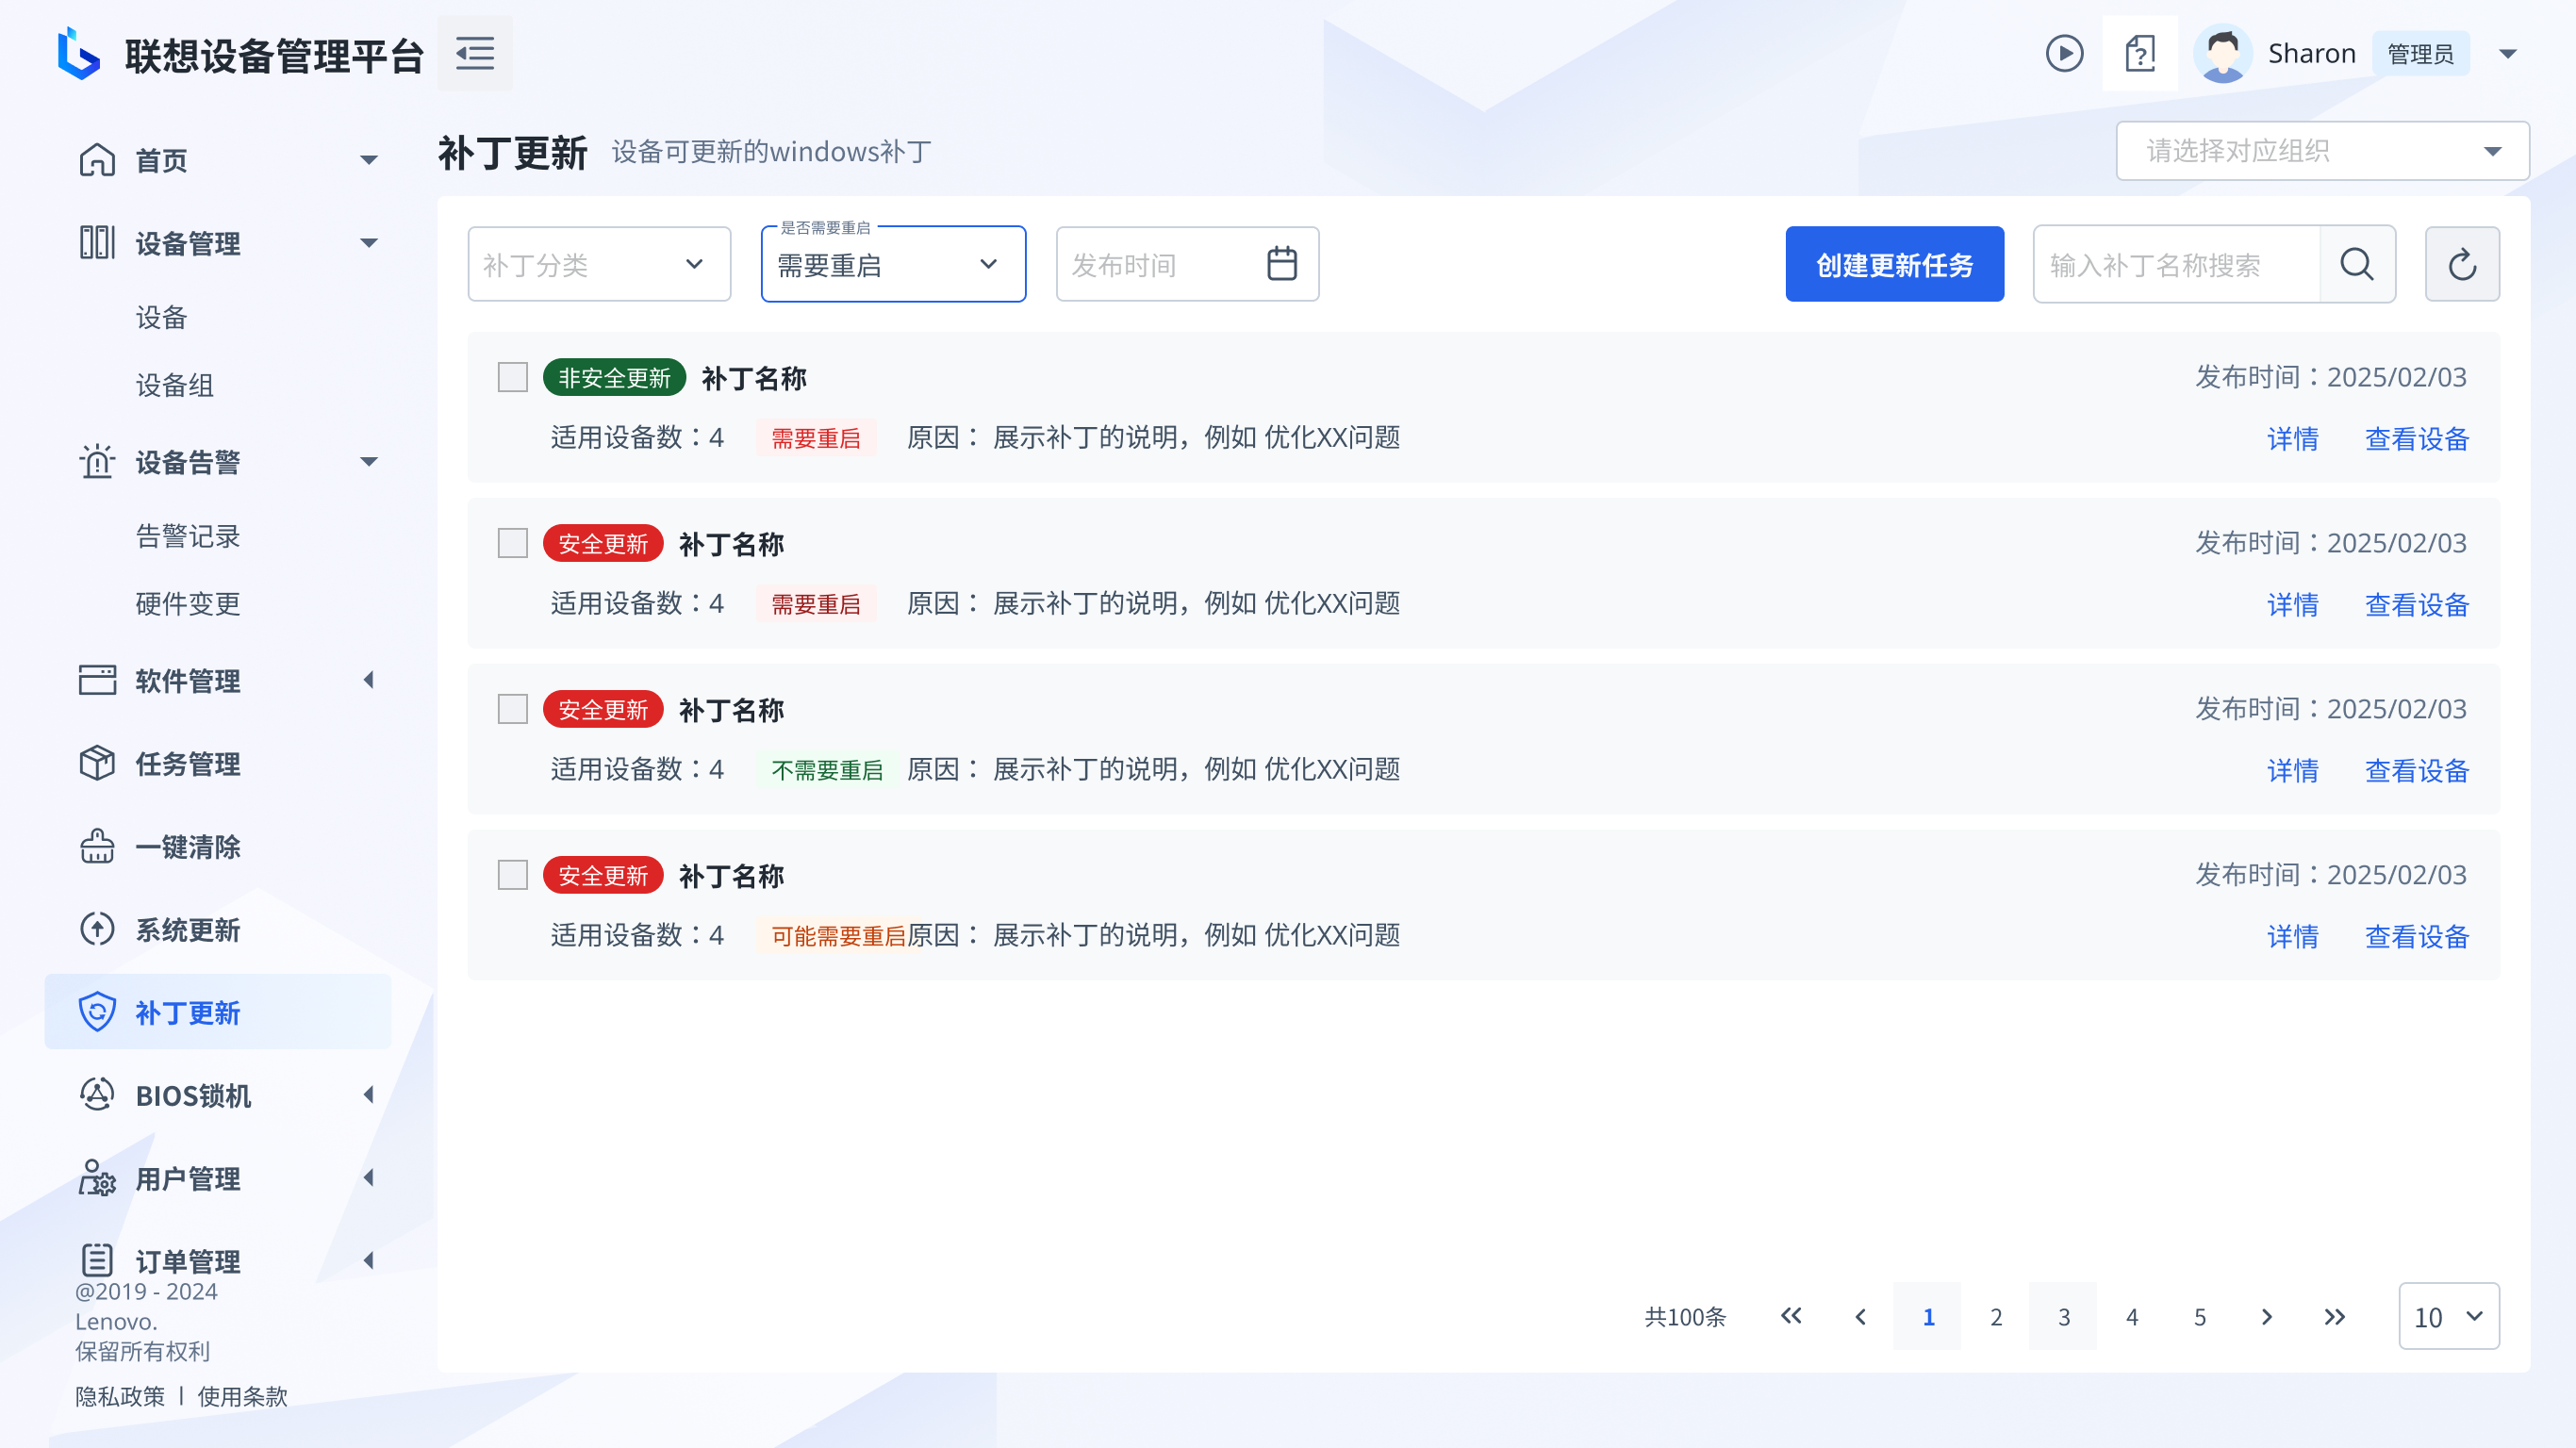 联想设备管理平台
Sharon 管理员
首页
设备管理
设备
设备组
设备告警
告警记录
硬件变更
软件管理
任务管理
一键清除
系统更新
补丁更新
BIOS锁机
用户管理
订单管理
@2019 - 2024
Lenovo.
保留所有权利
隐私政策 | 使用条款
补丁更新 设备可更新的windows补丁
请选择对应组织
补丁分类
是否需要重启
需要重启
发布时间
创建更新任务
输入补丁名称搜索
非安全更新 补丁名称 发布时间：2025/02/03
适用设备数：4 需要重启 原因： 展示补丁的说明，例如 优化XX问题 详情 查看设备
安全更新 补丁名称 发布时间：2025/02/03
适用设备数：4 需要重启 原因： 展示补丁的说明，例如 优化XX问题 详情 查看设备
安全更新 补丁名称 发布时间：2025/02/03
适用设备数：4 不需要重启 原因： 展示补丁的说明，例如 优化XX问题 详情 查看设备
安全更新 补丁名称 发布时间：2025/02/03
适用设备数：4 可能需要重启 原因： 展示补丁的说明，例如 优化XX问题 详情 查看设备
共100条 1 2 3 4 5 10